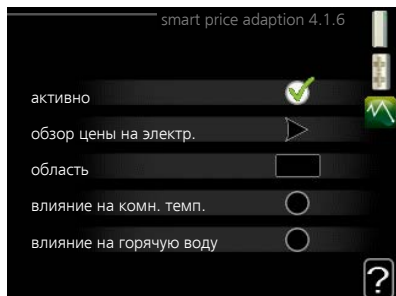 smart price adaption 4.1.6
активно
обзор цены на электр.
область
влияние на комн. темп.
влияние на горячую воду
?